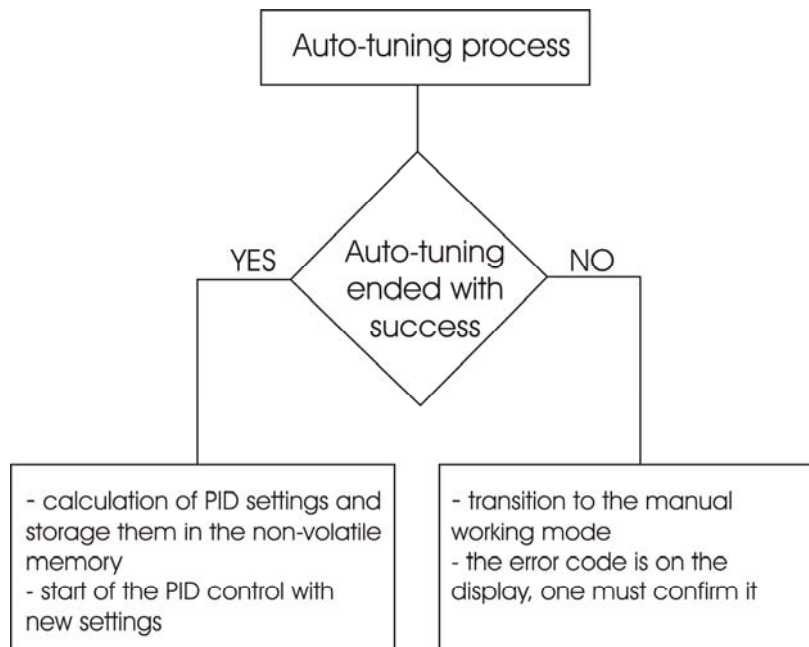 Auto-tuning process
YES
Auto-tuning
ended with
success
NO
- calculation of PID settings and
storage them in the non-volatile
memory
- start of the PID control with
new settings
- transition to the manual
working mode
- the error code is on the
display, one must confirm it